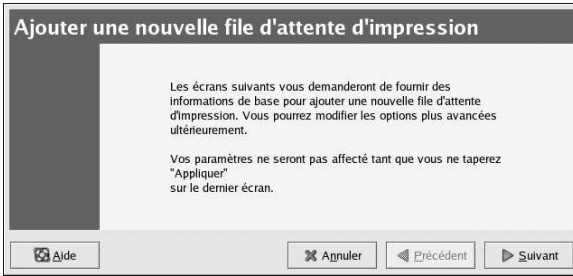 Ajouter une nouvelle file d'attente d'impression
Les écrans suivants vous demanderont de fournir des
informations de base pour ajouter une nouvelle file d'attente
d'impression. Vous pourrez modifier les options plus avancées
ultérieurement.
Vos paramètres ne seront pas affecté tant que vous ne taperez
"Appliquer"
sur le dernier écran.
Aide
Annuler
Précédent
Suivant